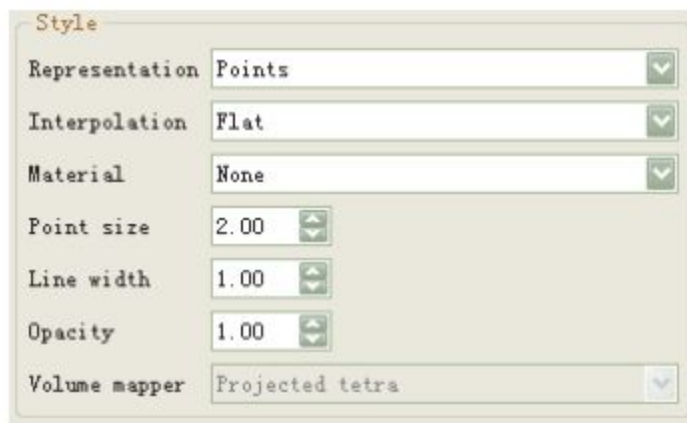 Style
Representation Points
Interpolation Flat
Material None
Point size 2.00
Line width 1.00
Opacity 1.00
Volume mapper Projected tetra